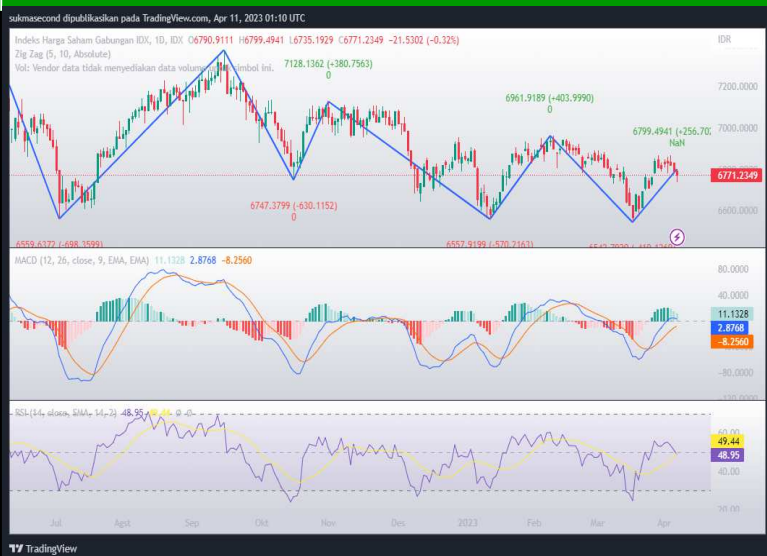 sukmasecond dipublikasikan pada TradingView.com, Apr 11, 2023 01:10 UTC
Indeks Harga Saham Gabungan IDX, 1D, IDX O6790.9111 H6799.4941 L6735.1929 C6771.2349 -21.5302 (-0.32%)
IDR
Zig Zag (5, 10, Absolute)
Vol: Vendor data tidak menyediakan data volume simbol ini.
7128.1362 (+380.7563)
0
7200.0000
6961.9189 (+403.9990)
0
7000.0000
6799.4941 (+256.70
NaN
6771.2349
6747.3799 (-630.1152)
0
6600.0000
6559.6372 (-698.3599)
6557.9199 (-570.2163)
MACD (12, 26, close, 9, EMA, EMA) 11.1328 2.8768 -8.2560
80.0000
40.0000
11.1328
2.8768
-8.2560
-80.0000
-120.0000
RSI (14, close, SMA, 14, 2) 48.95 49.44 ∅ ∅
60.00
49.44
48.95
40.00
20.00
Jul Agst Sep Okt Nov Des 2023 Feb Mar Apr
TradingView